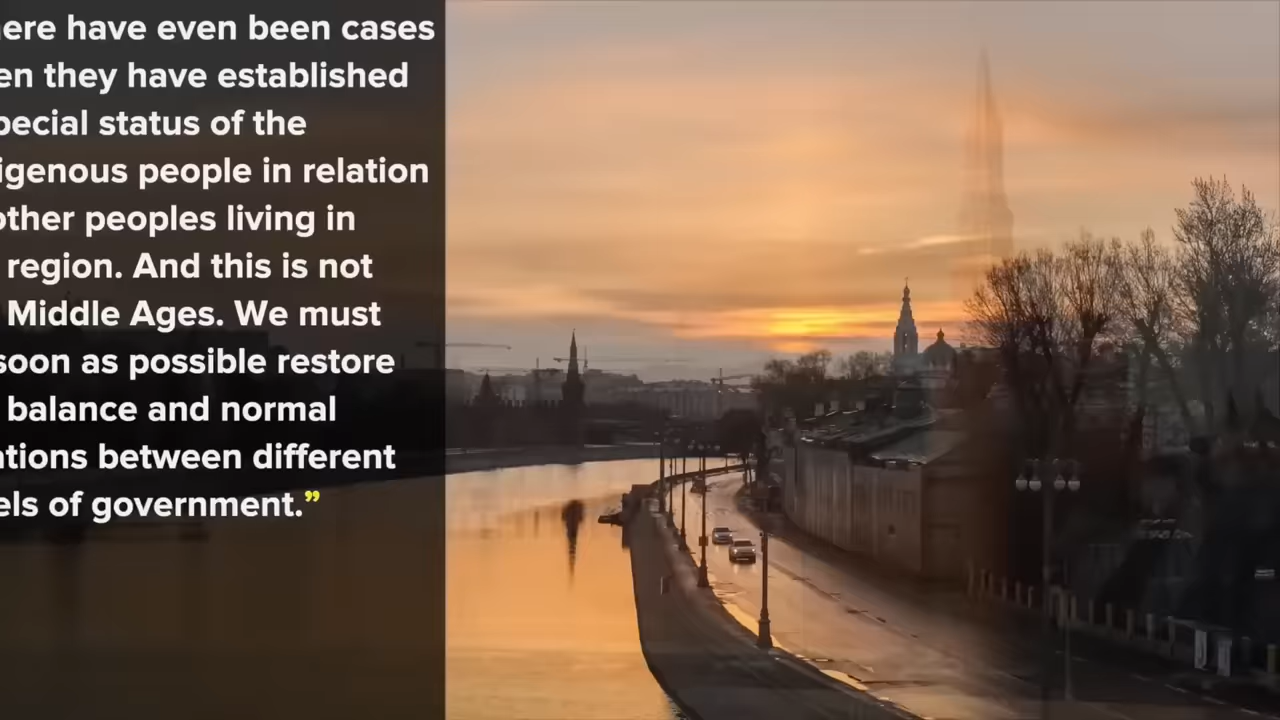 ere have even been cases
en they have established
pecial status of the
igenous people in relation
other peoples living in
region. And this is not
Middle Ages. We must
soon as possible restore
balance and normal
ations between different
els of government.”